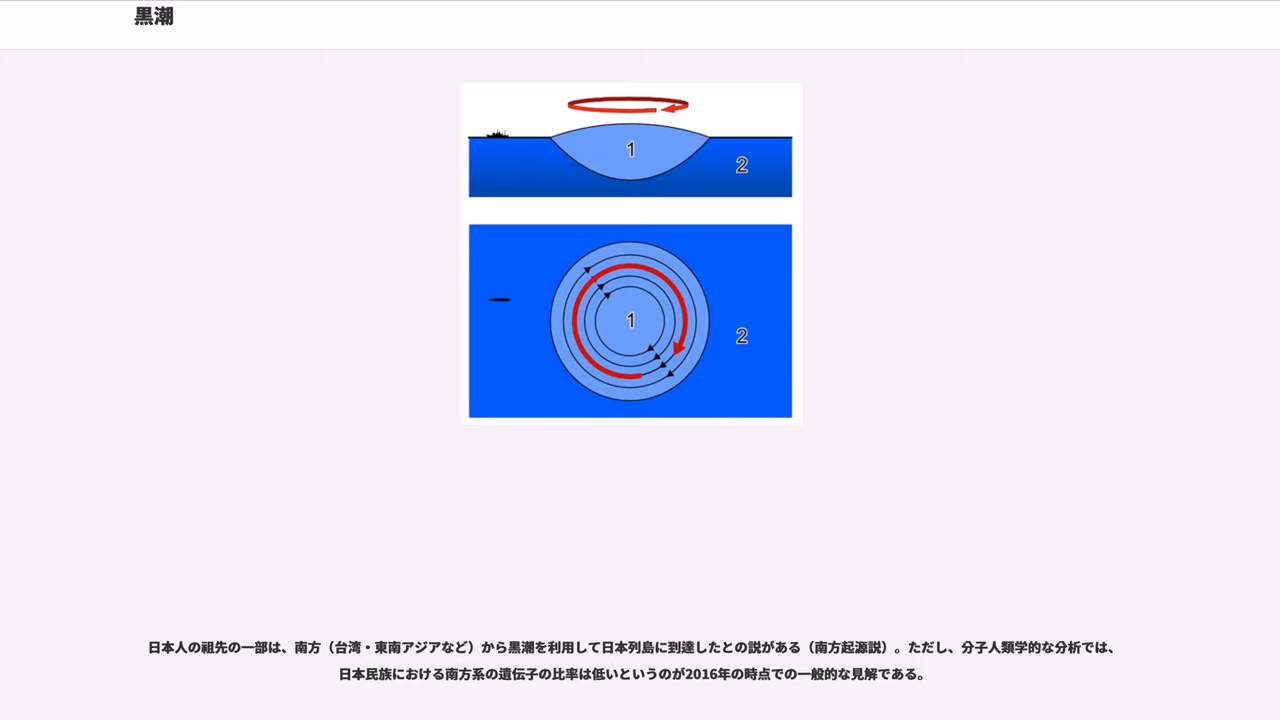 黒潮
1
2
1
2
日本人の祖先の一部は、南方（台湾・東南アジアなど）から黒潮を利用して日本列島に到達したとの説がある（南方起源説）。ただし、分子人類学的な分析では、
日本民族における南方系の遺伝子の比率は低いというのが2016年の時点での一般的な見解である。